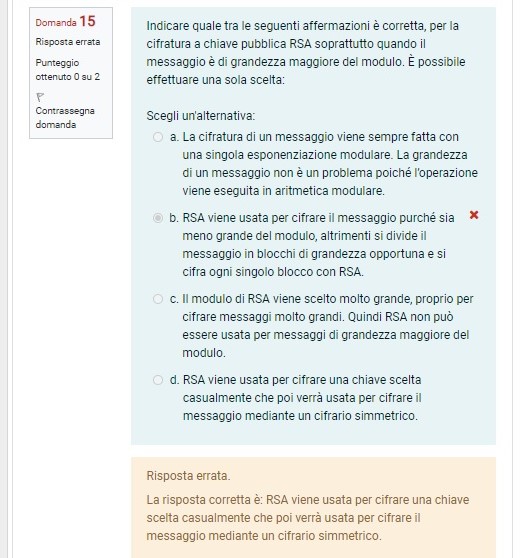 Domanda 15
Risposta errata
Punteggio
ottenuto 0 su 2
Contrassegna
domanda
Indicare quale tra le seguenti affermazioni è corretta, per la
cifratura a chiave pubblica RSA soprattutto quando il
messaggio è di grandezza maggiore del modulo. È possibile
effettuare una sola scelta:
Scegli un'alternativa:
a. La cifratura di un messaggio viene sempre fatta con
una singola esponenziazione modulare. La grandezza
di un messaggio non è un problema poiché l'operazione
viene eseguita in aritmetica modulare.
b. RSA viene usata per cifrare il messaggio purché sia
meno grande del modulo, altrimenti si divide il
messaggio in blocchi di grandezza opportuna e si
cifra ogni singolo blocco con RSA.
c. Il modulo di RSA viene scelto molto grande, proprio per
cifrare messaggi molto grandi. Quindi RSA non può
essere usata per messaggi di grandezza maggiore del
modulo.
d. RSA viene usata per cifrare una chiave scelta
casualmente che poi verrà usata per cifrare il
messaggio mediante un cifrario simmetrico.
Risposta errata.
La risposta corretta è: RSA viene usata per cifrare una chiave
scelta casualmente che poi verrà usata per cifrare il
messaggio mediante un cifrario simmetrico.